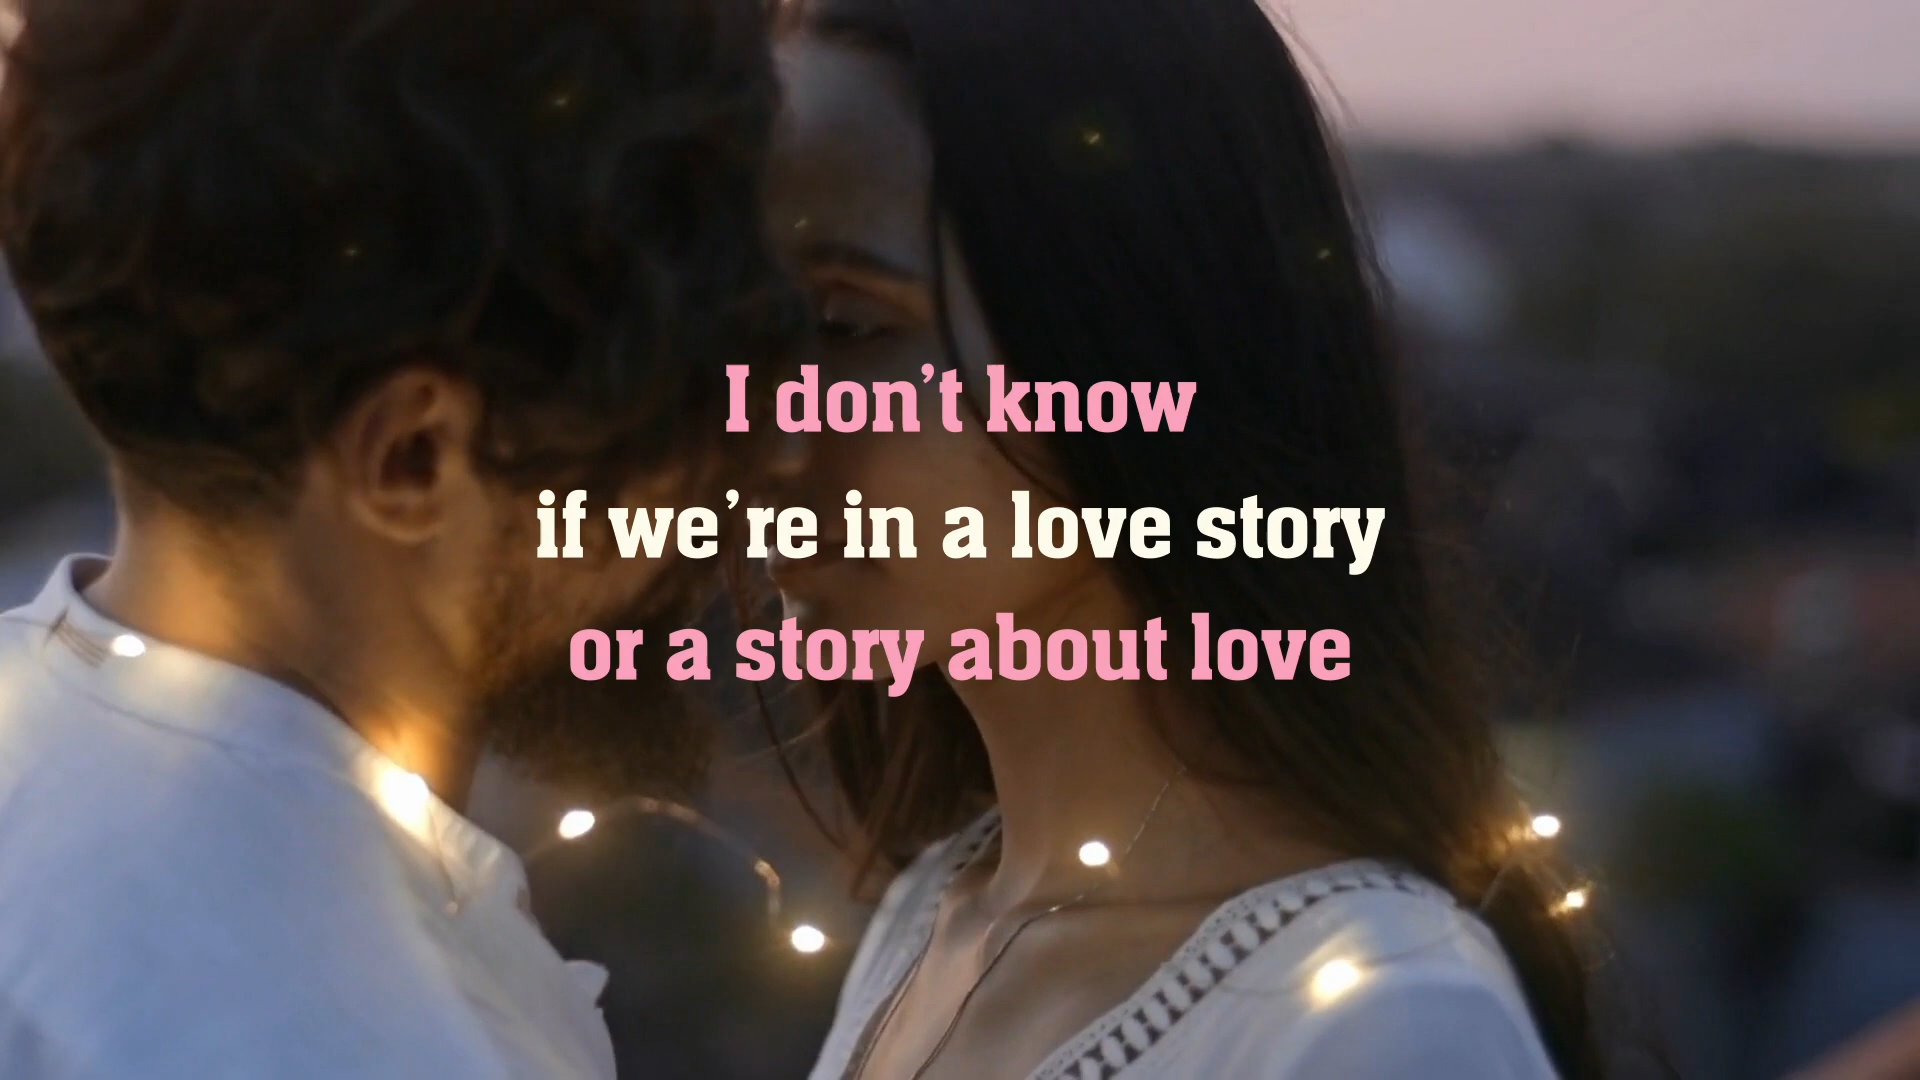 I don’t know
if we’re in a love story
or a story about love